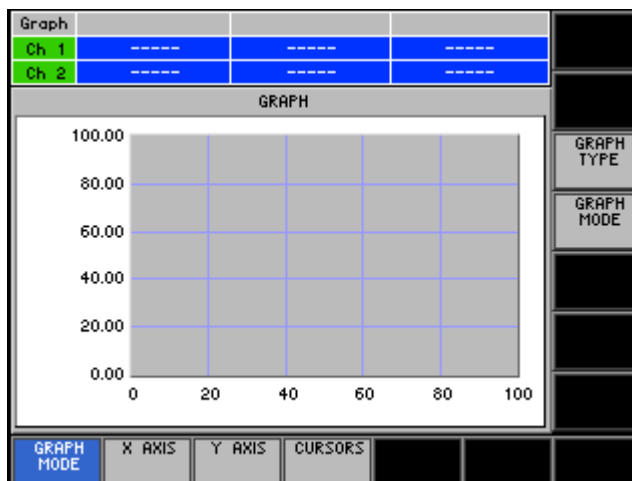 Graph
Ch 1 ----- ----- -----
Ch 2 ----- ----- -----
GRAPH
100.00
80.00
60.00
40.00
20.00
0.00
0 20 40 60 80 100
GRAPH
TYPE
GRAPH
MODE
GRAPH
MODE
X AXIS
Y AXIS
CURSORS